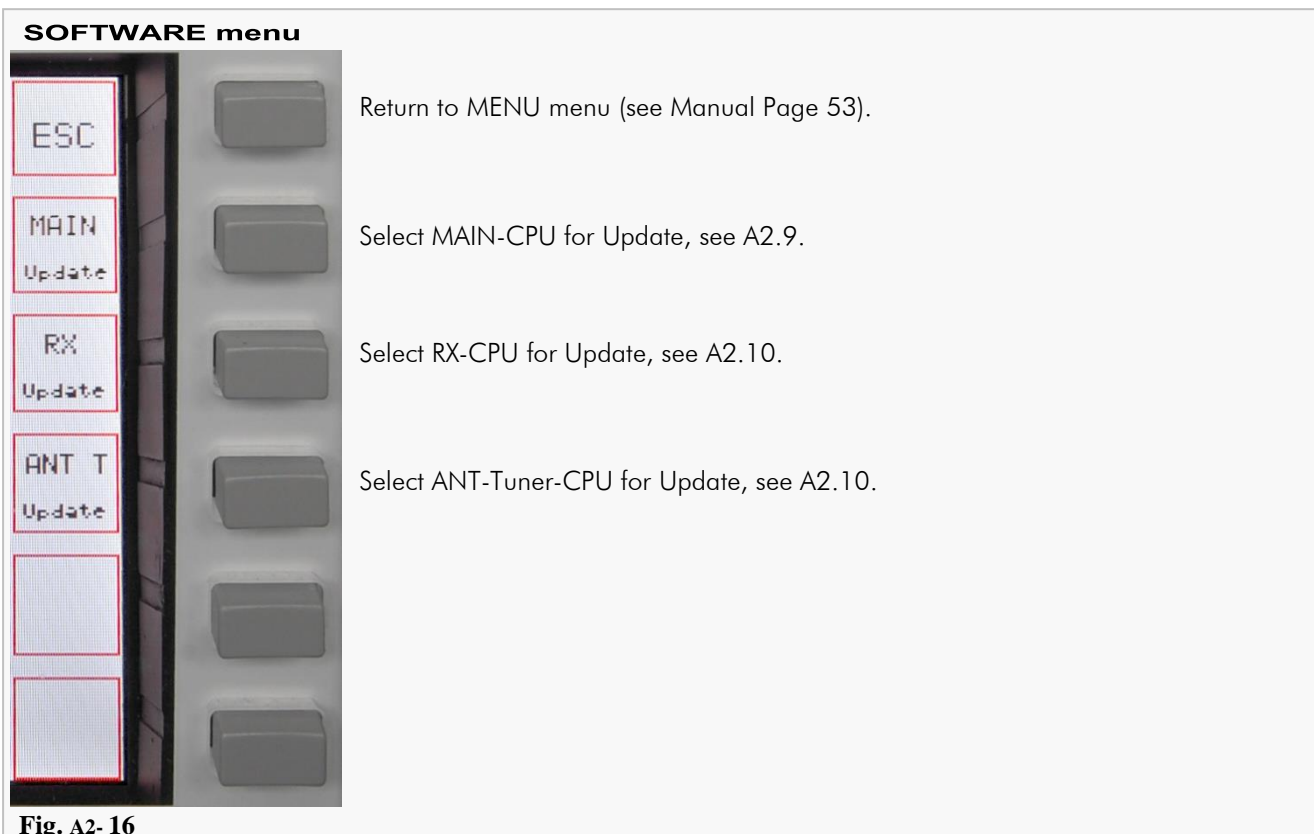 SOFTWARE menu
ESC
Return to MENU menu (see Manual Page 53).
MAIN
Update
Select MAIN-CPU for Update, see A2.9.
RX
Update
Select RX-CPU for Update, see A2.10.
ANT T
Update
Select ANT-Tuner-CPU for Update, see A2.10.
Fig. A2- 16